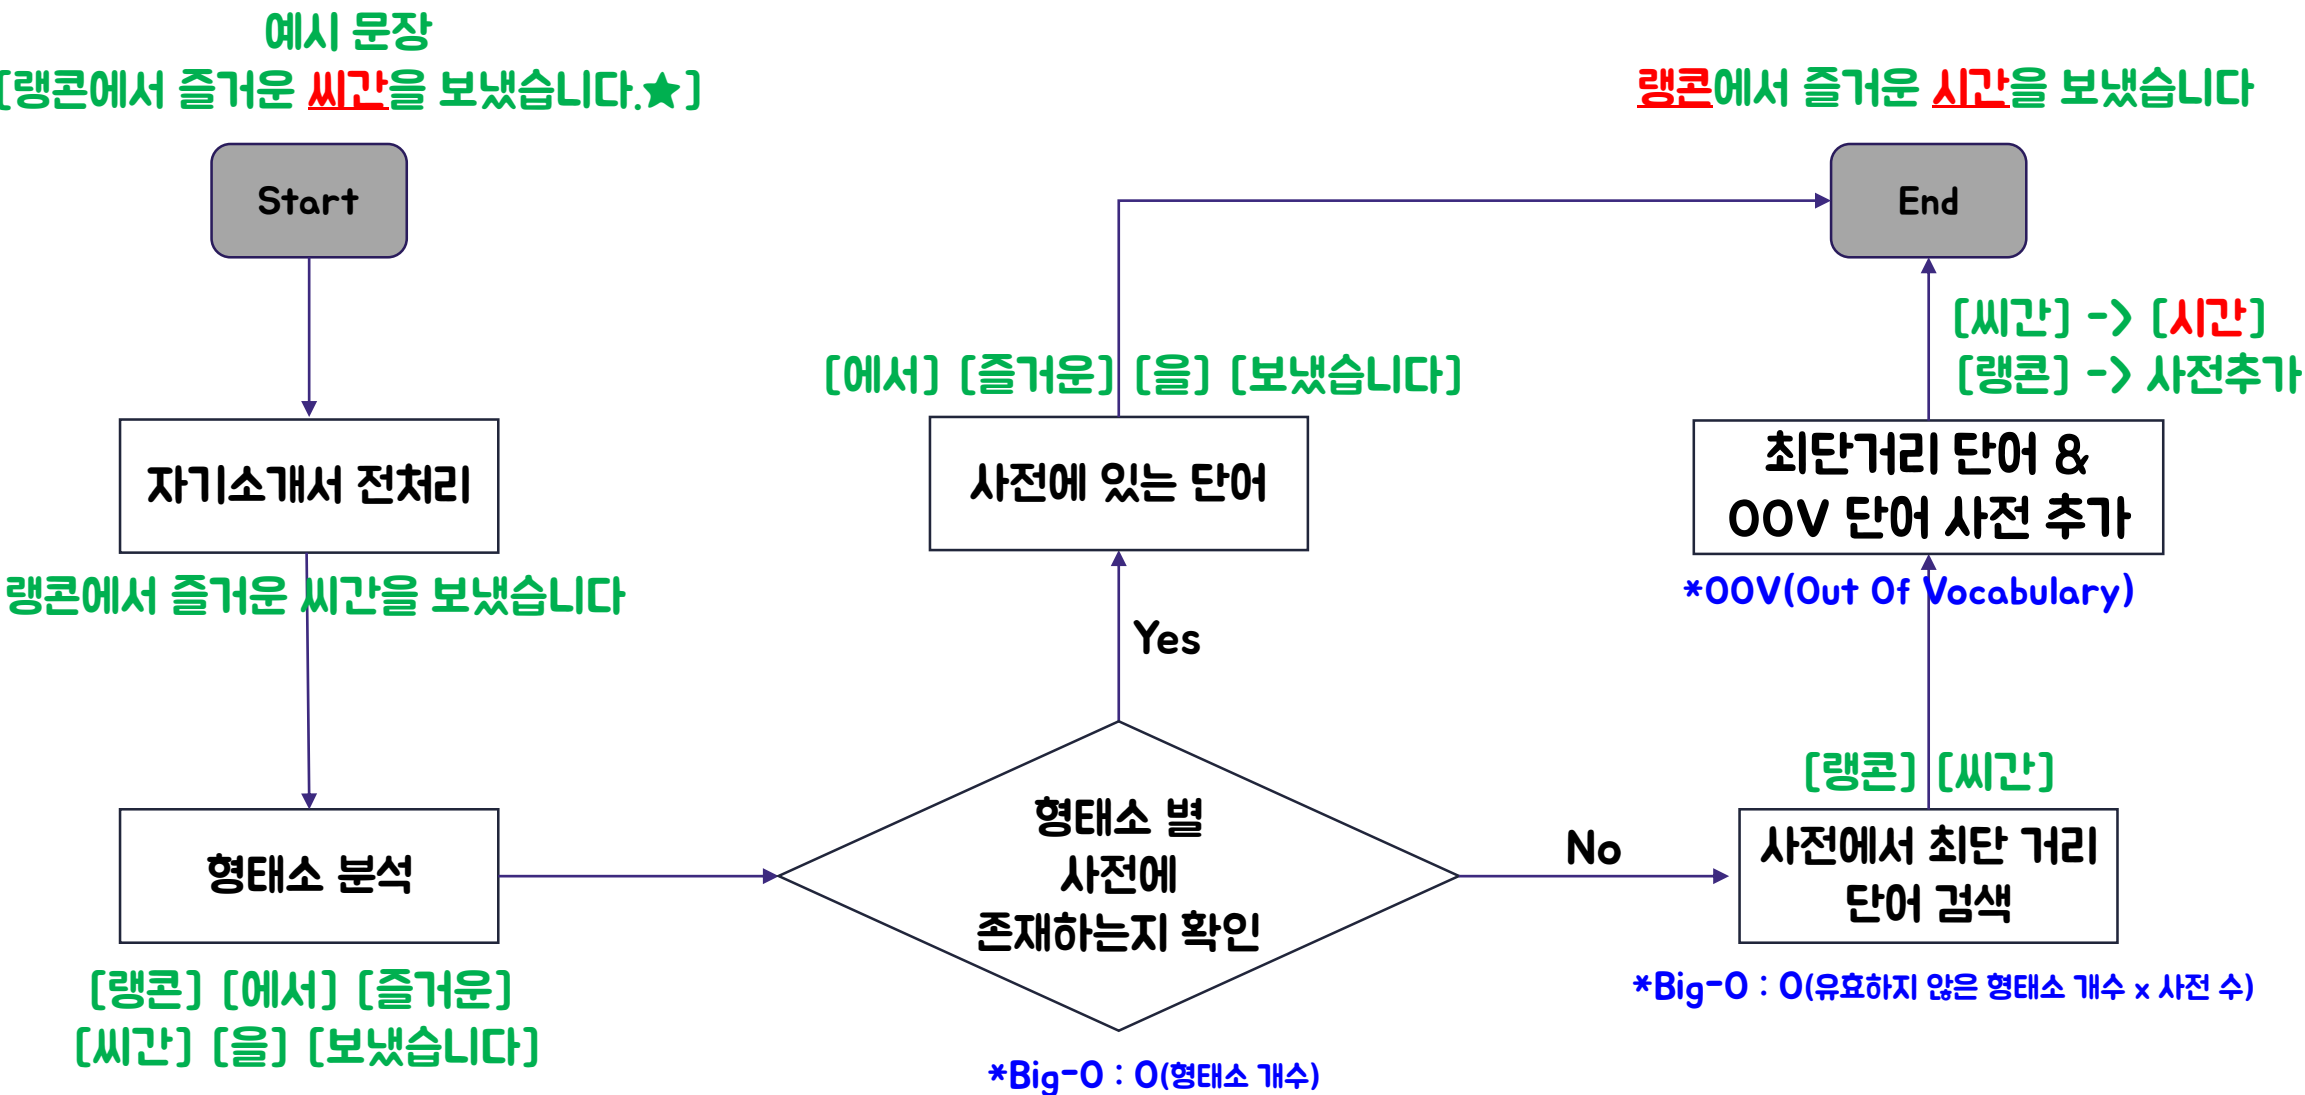 예시 문장
[랭콘에서 즐거운 씨간을 보냈습니다.★]
Start
자기소개서 전처리
랭콘에서 즐거운 씨간을 보냈습니다
형태소 분석
[랭콘] [에서] [즐거운]
[씨간] [을] [보냈습니다]
형태소 별
사전에
존재하는지 확인
*Big-O : O(형태소 개수)
Yes
사전에 있는 단어
[에서] [즐거운] [을] [보냈습니다]
No
사전에서 최단 거리
단어 검색
*Big-O : O(유효하지 않은 형태소 개수 x 사전 수)
[랭콘] [씨간]
최단거리 단어 &
OOV 단어 사전 추가
*OOV(Out Of Vocabulary)
[씨간] -> [시간]
[랭콘] -> 사전추가
End
랭콘에서 즐거운 시간을 보냈습니다